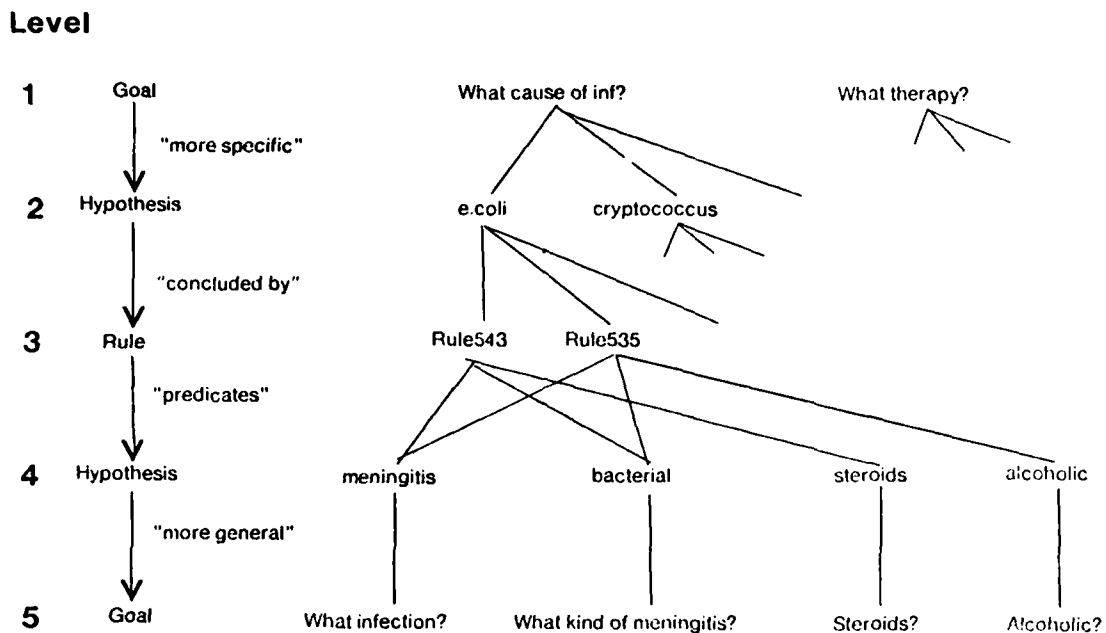 Level
1 Goal What cause of inf? What therapy?
"more specific"
2 Hypothesis e.coli cryptococcus
"concluded by"
3 Rule Rule543 Rule535
"predicates"
4 Hypothesis meningitis bacterial steroids alcoholic
"more general"
5 Goal What infection? What kind of meningitis? Steroids? Alcoholic?